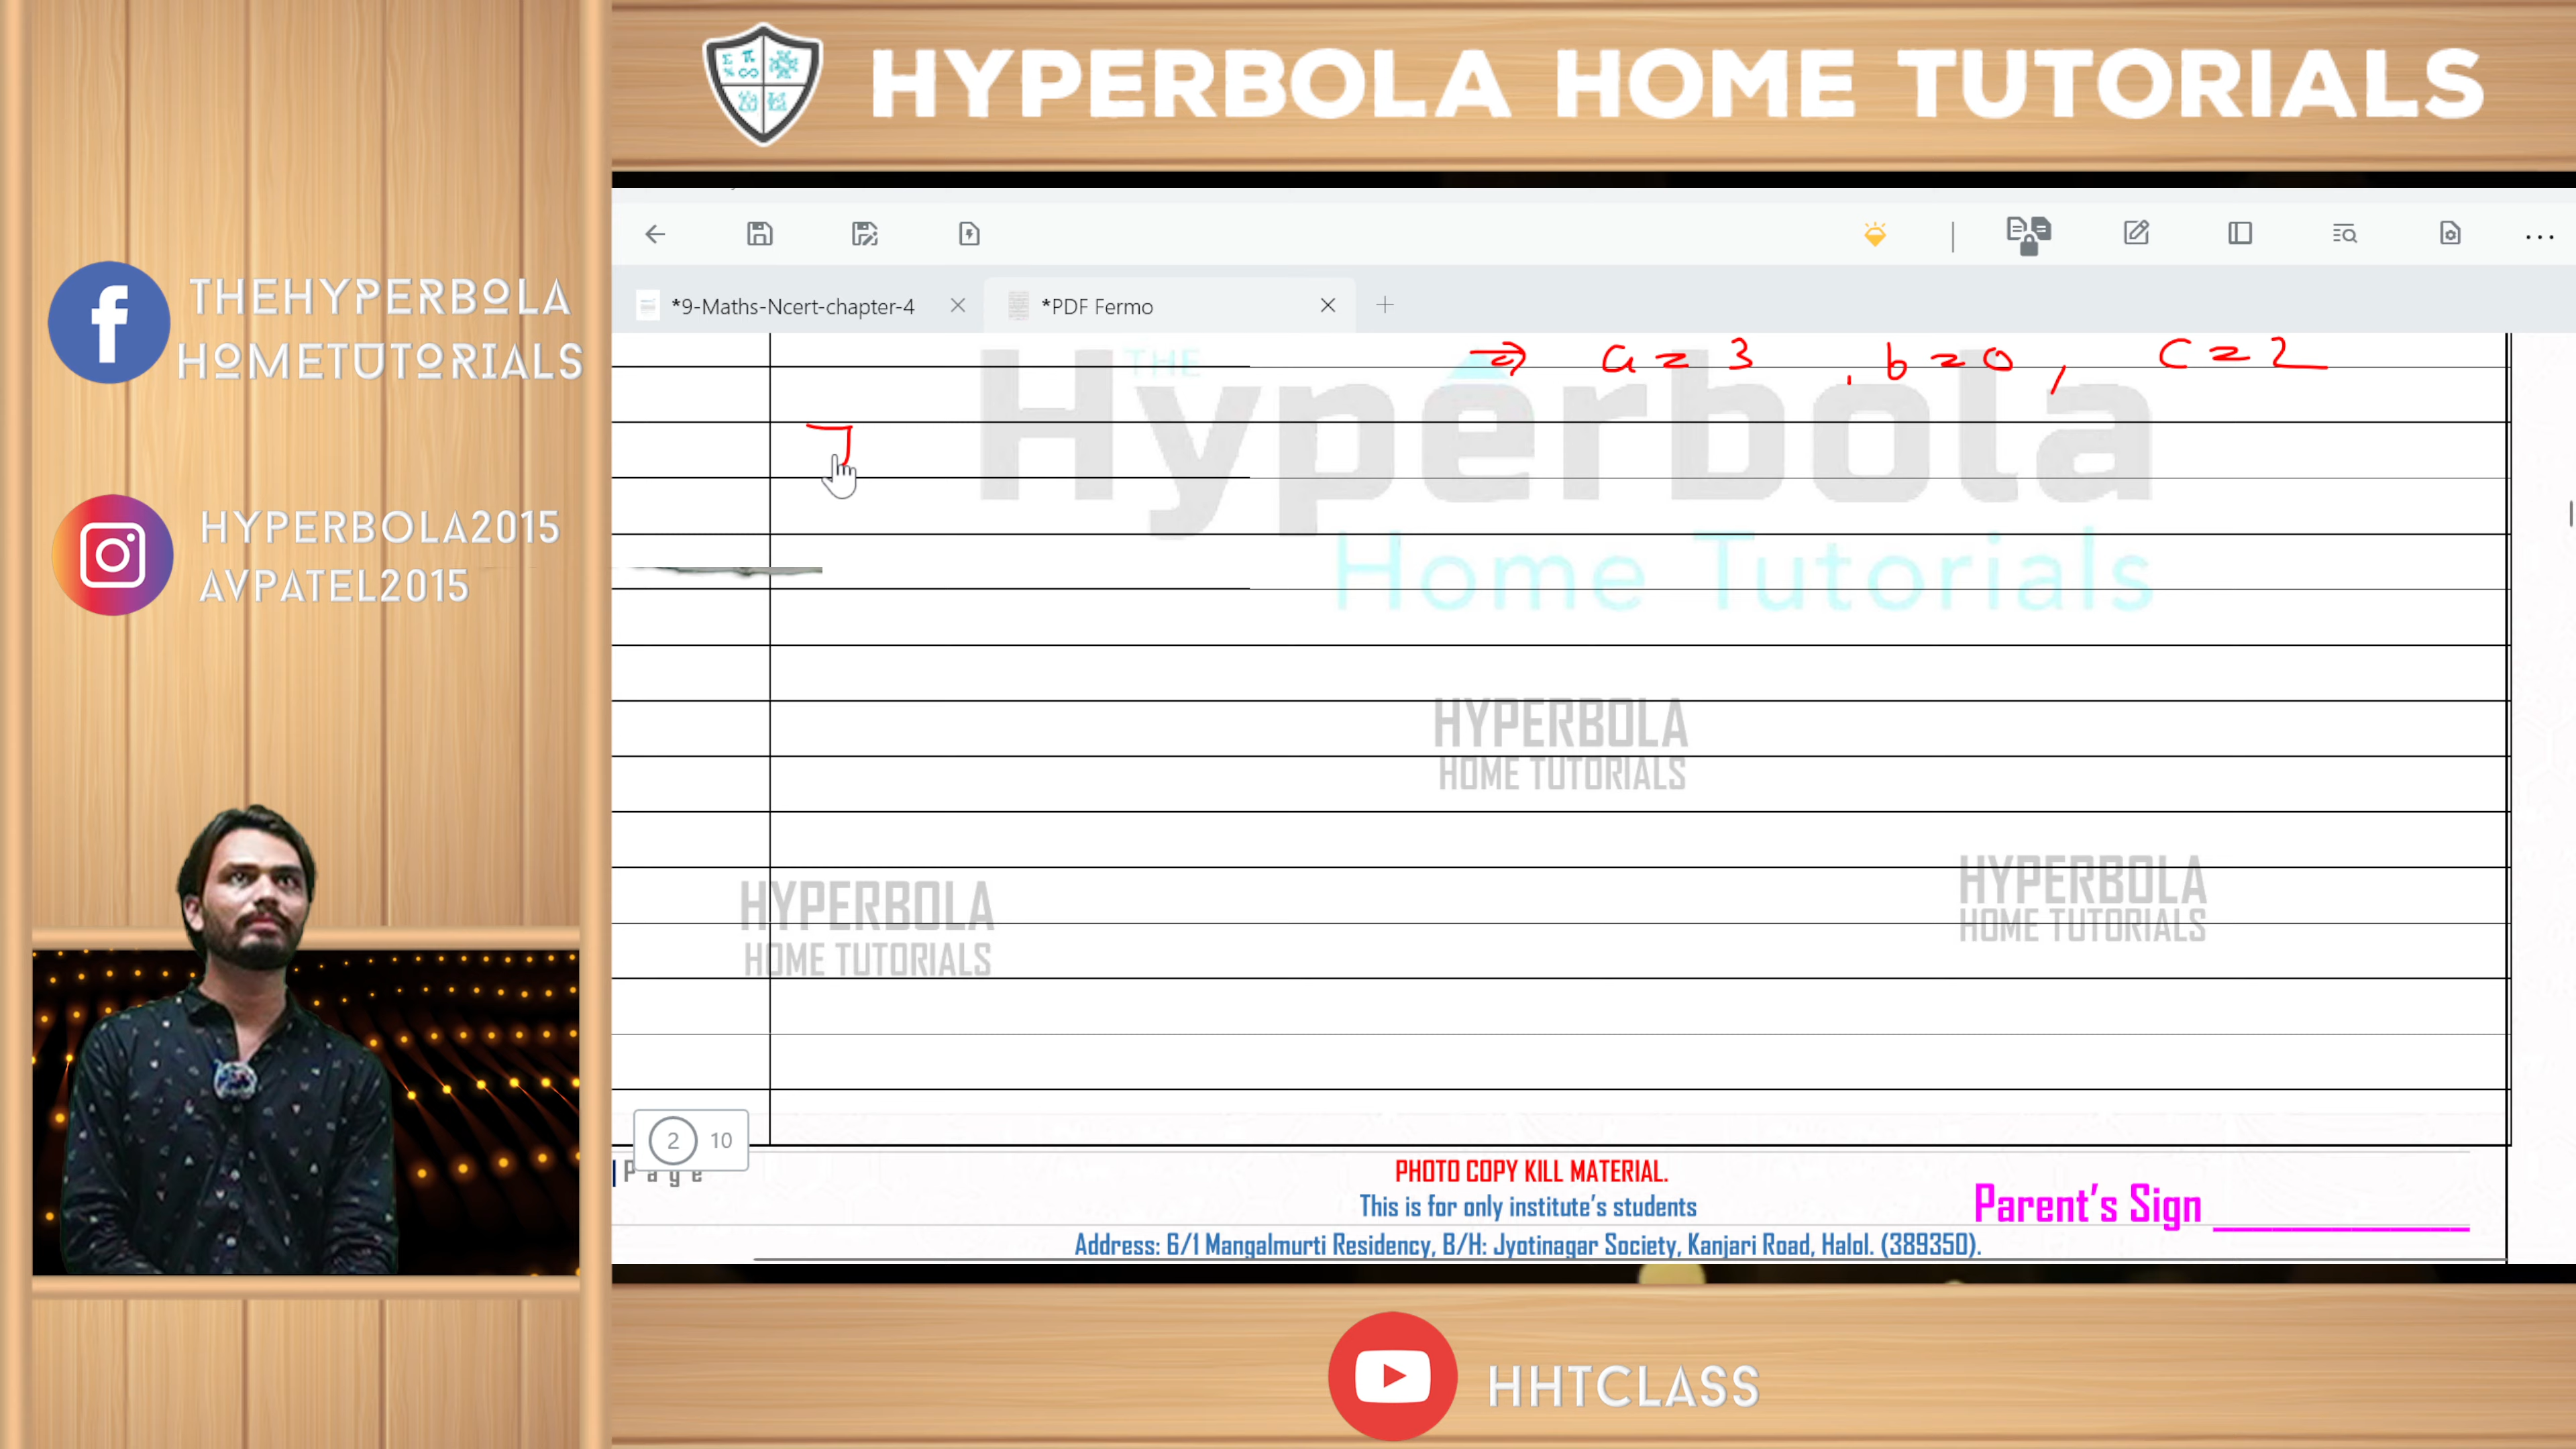 HYPERBOLA HOME TUTORIALS
THEHYPERBOLA
HOMETUTORIALS
HYPERBOLA2015
AVPATEL2015
*9-Maths-Ncert-chapter-4
*PDF Fermo
⇒ a = 3 , b = 0 , c = 2
7
THE
Hyperbola
Home Tutorials
HYPERBOLA
HOME TUTORIALS
HYPERBOLA
HOME TUTORIALS
HYPERBOLA
HOME TUTORIALS
2 10
| P a g e
PHOTO COPY KILL MATERIAL.
This is for only institute's students
Parent's Sign
Address: 6/1 Mangalmurti Residency, B/H: Jyotinagar Society, Kanjari Road, Halol. (389350).
HHTCLASS